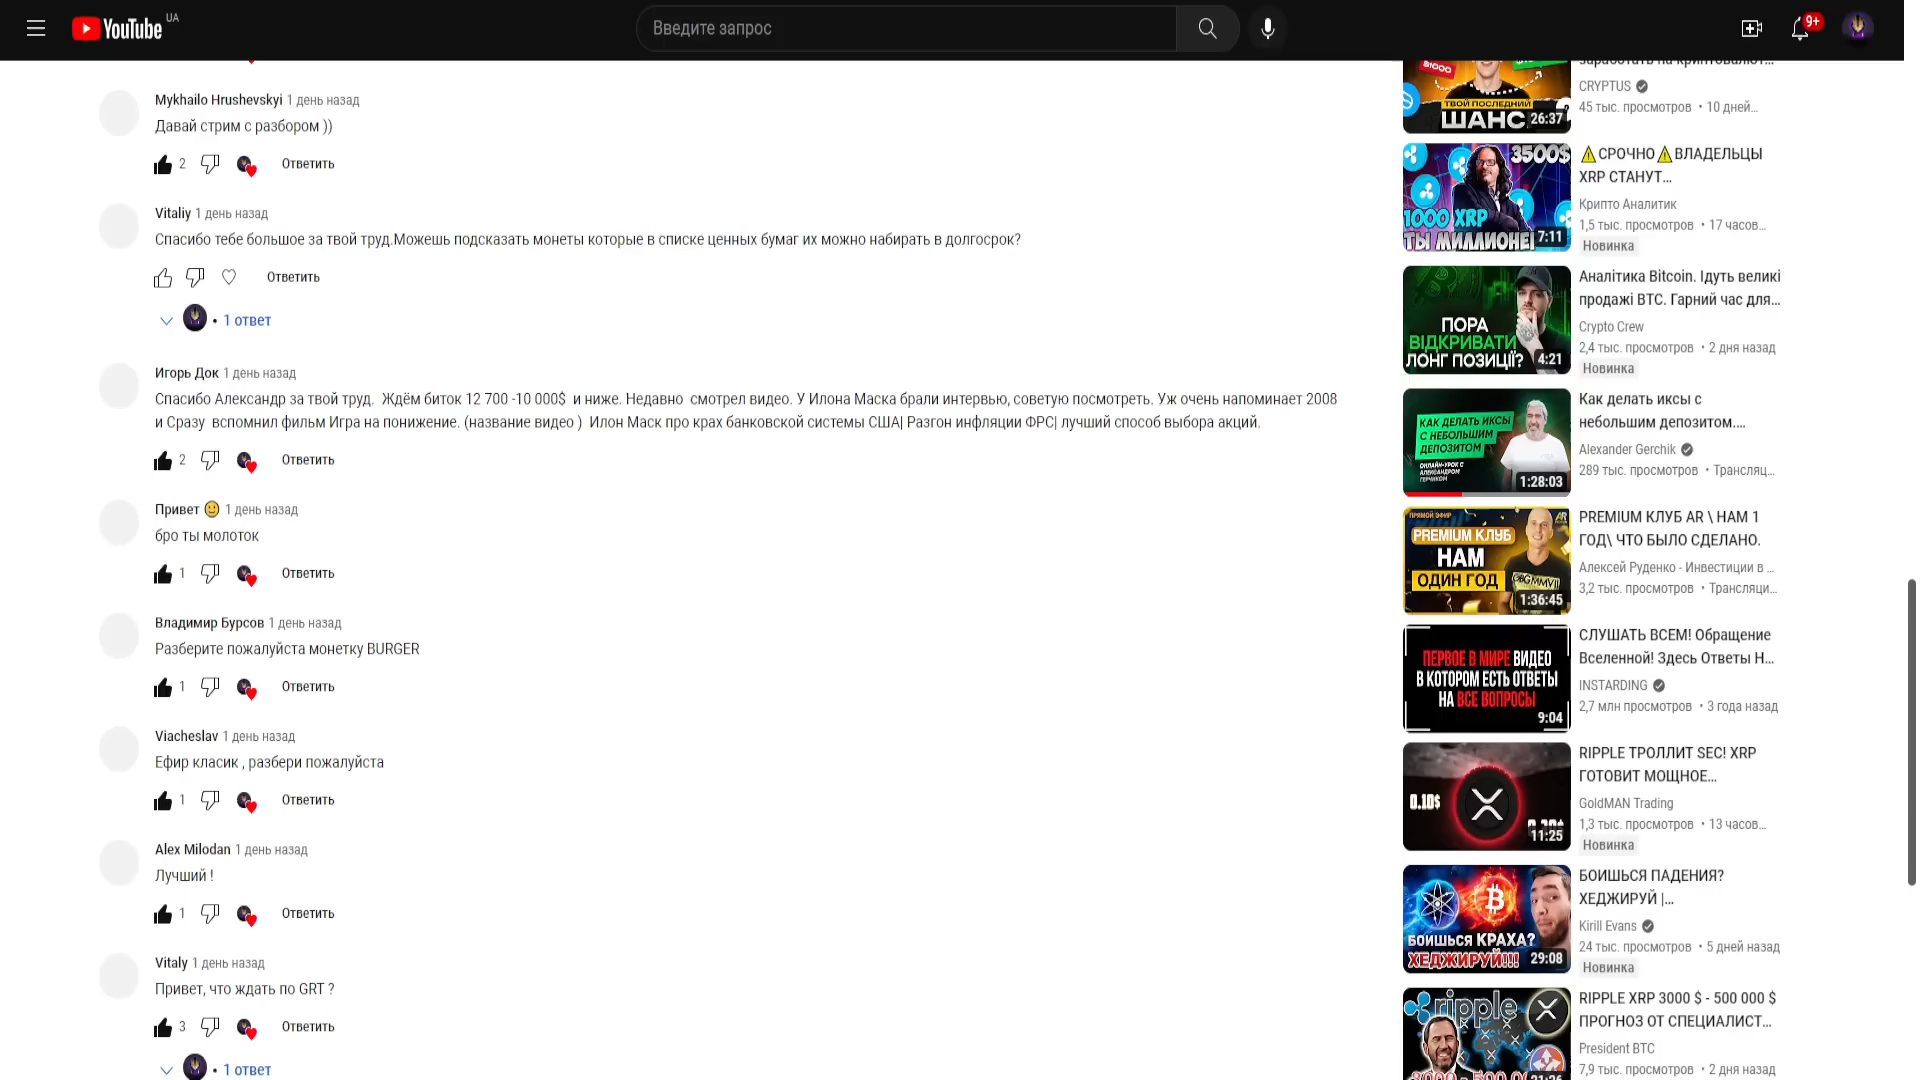 YouTube UA
Введите запрос
9+
Mykhailo Hrushevskyi 1 день назад
Давай стрим с разбором ))
2 Ответить
Vitaliy 1 день назад
Спасибо тебе большое за твой труд.Можешь подсказать монеты которые в списке ценных бумаг их можно набирать в долгосрок?
Ответить
• 1 ответ
Игорь Док 1 день назад
Спасибо Александр за твой труд. Ждём биток 12 700 -10 000$ и ниже. Недавно смотрел видео. У Илона Маска брали интервью, советую посмотреть. Уж очень напоминает 2008
и Сразу вспомнил фильм Игра на понижение. (название видео ) Илон Маск про крах банковской системы США| Разгон инфляции ФРС| лучший способ выбора акций.
2 Ответить
Привет 🙂 1 день назад
бро ты молоток
1 Ответить
Владимир Бурсов 1 день назад
Разберите пожалуйста монетку BURGER
1 Ответить
Viacheslav 1 день назад
Ефир класик , разбери пожалуйста
1 Ответить
Alex Milodan 1 день назад
Лучший !
1 Ответить
Vitaly 1 день назад
Привет, что ждать по GRT ?
3 Ответить
• 1 ответ
$1000
ТВОЙ ПОСЛЕДНИЙ
ШАНС
26:37
заработать на криптовалют...
CRYPTUS
45 тыс. просмотров • 10 дней...
3500$
1000 XRP
ТЫ МИЛЛИОНЕР
7:11
⚠СРОЧНО⚠ВЛАДЕЛЬЦЫ
XRP СТАНУТ...
Крипто Аналитик
1,5 тыс. просмотров • 17 часов...
Новинка
ПОРА
ВІДКРИВАТИ
ЛОНГ ПОЗИЦІЇ?
4:21
Аналітика Bitcoin. Ідуть великі
продажі BTC. Гарний час для...
Crypto Crew
2,4 тыс. просмотров • 2 дня назад
Новинка
КАК ДЕЛАТЬ ИКСЫ
С НЕБОЛЬШИМ
ДЕПОЗИТОМ
ОНЛАЙН-УРОК С
АЛЕКСАНДРОМ
ГЕРЧИКОМ
1:28:03
Как делать иксы с
небольшим депозитом....
Alexander Gerchik
289 тыс. просмотров • Трансляц...
ПРЯМОЙ ЭФИР
AR
PREMIUM КЛУБ
НАМ
ОДИН ГОД
1:36:45
PREMIUM КЛУБ AR \ НАМ 1
ГОД\ ЧТО БЫЛО СДЕЛАНО.
Алексей Руденко - Инвестиции в ...
3,2 тыс. просмотров • Трансляци...
ПЕРВОЕ В МИРЕ ВИДЕО
В КОТОРОМ ЕСТЬ ОТВЕТЫ
НА ВСЕ ВОПРОСЫ
9:04
СЛУШАТЬ ВСЕМ! Обращение
Вселенной! Здесь Ответы Н...
INSTARDING
2,7 млн просмотров • 3 года назад
0.10$
11:25
RIPPLE ТРОЛЛИТ SEC! XRP
ГОТОВИТ МОЩНОЕ...
GoldMAN Trading
1,3 тыс. просмотров • 13 часов...
Новинка
БОИШЬСЯ КРАХА?
ХЕДЖИРУЙ!!!
29:08
БОИШЬСЯ ПАДЕНИЯ?
ХЕДЖИРУЙ |...
Kirill Evans
24 тыс. просмотров • 5 дней назад
Новинка
ripple
RIPPLE XRP 3000 $ - 500 000 $
ПРОГНОЗ ОТ СПЕЦИАЛИСТ...
President BTC
7,9 тыс. просмотров • 2 дня назад